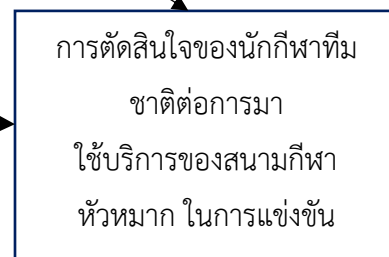 การตัดสินใจของนักกีฬาทีม
ชาติต่อการมา
ใช้บริการของสนามกีฬา
หัวหมาก ในการแข่งขัน